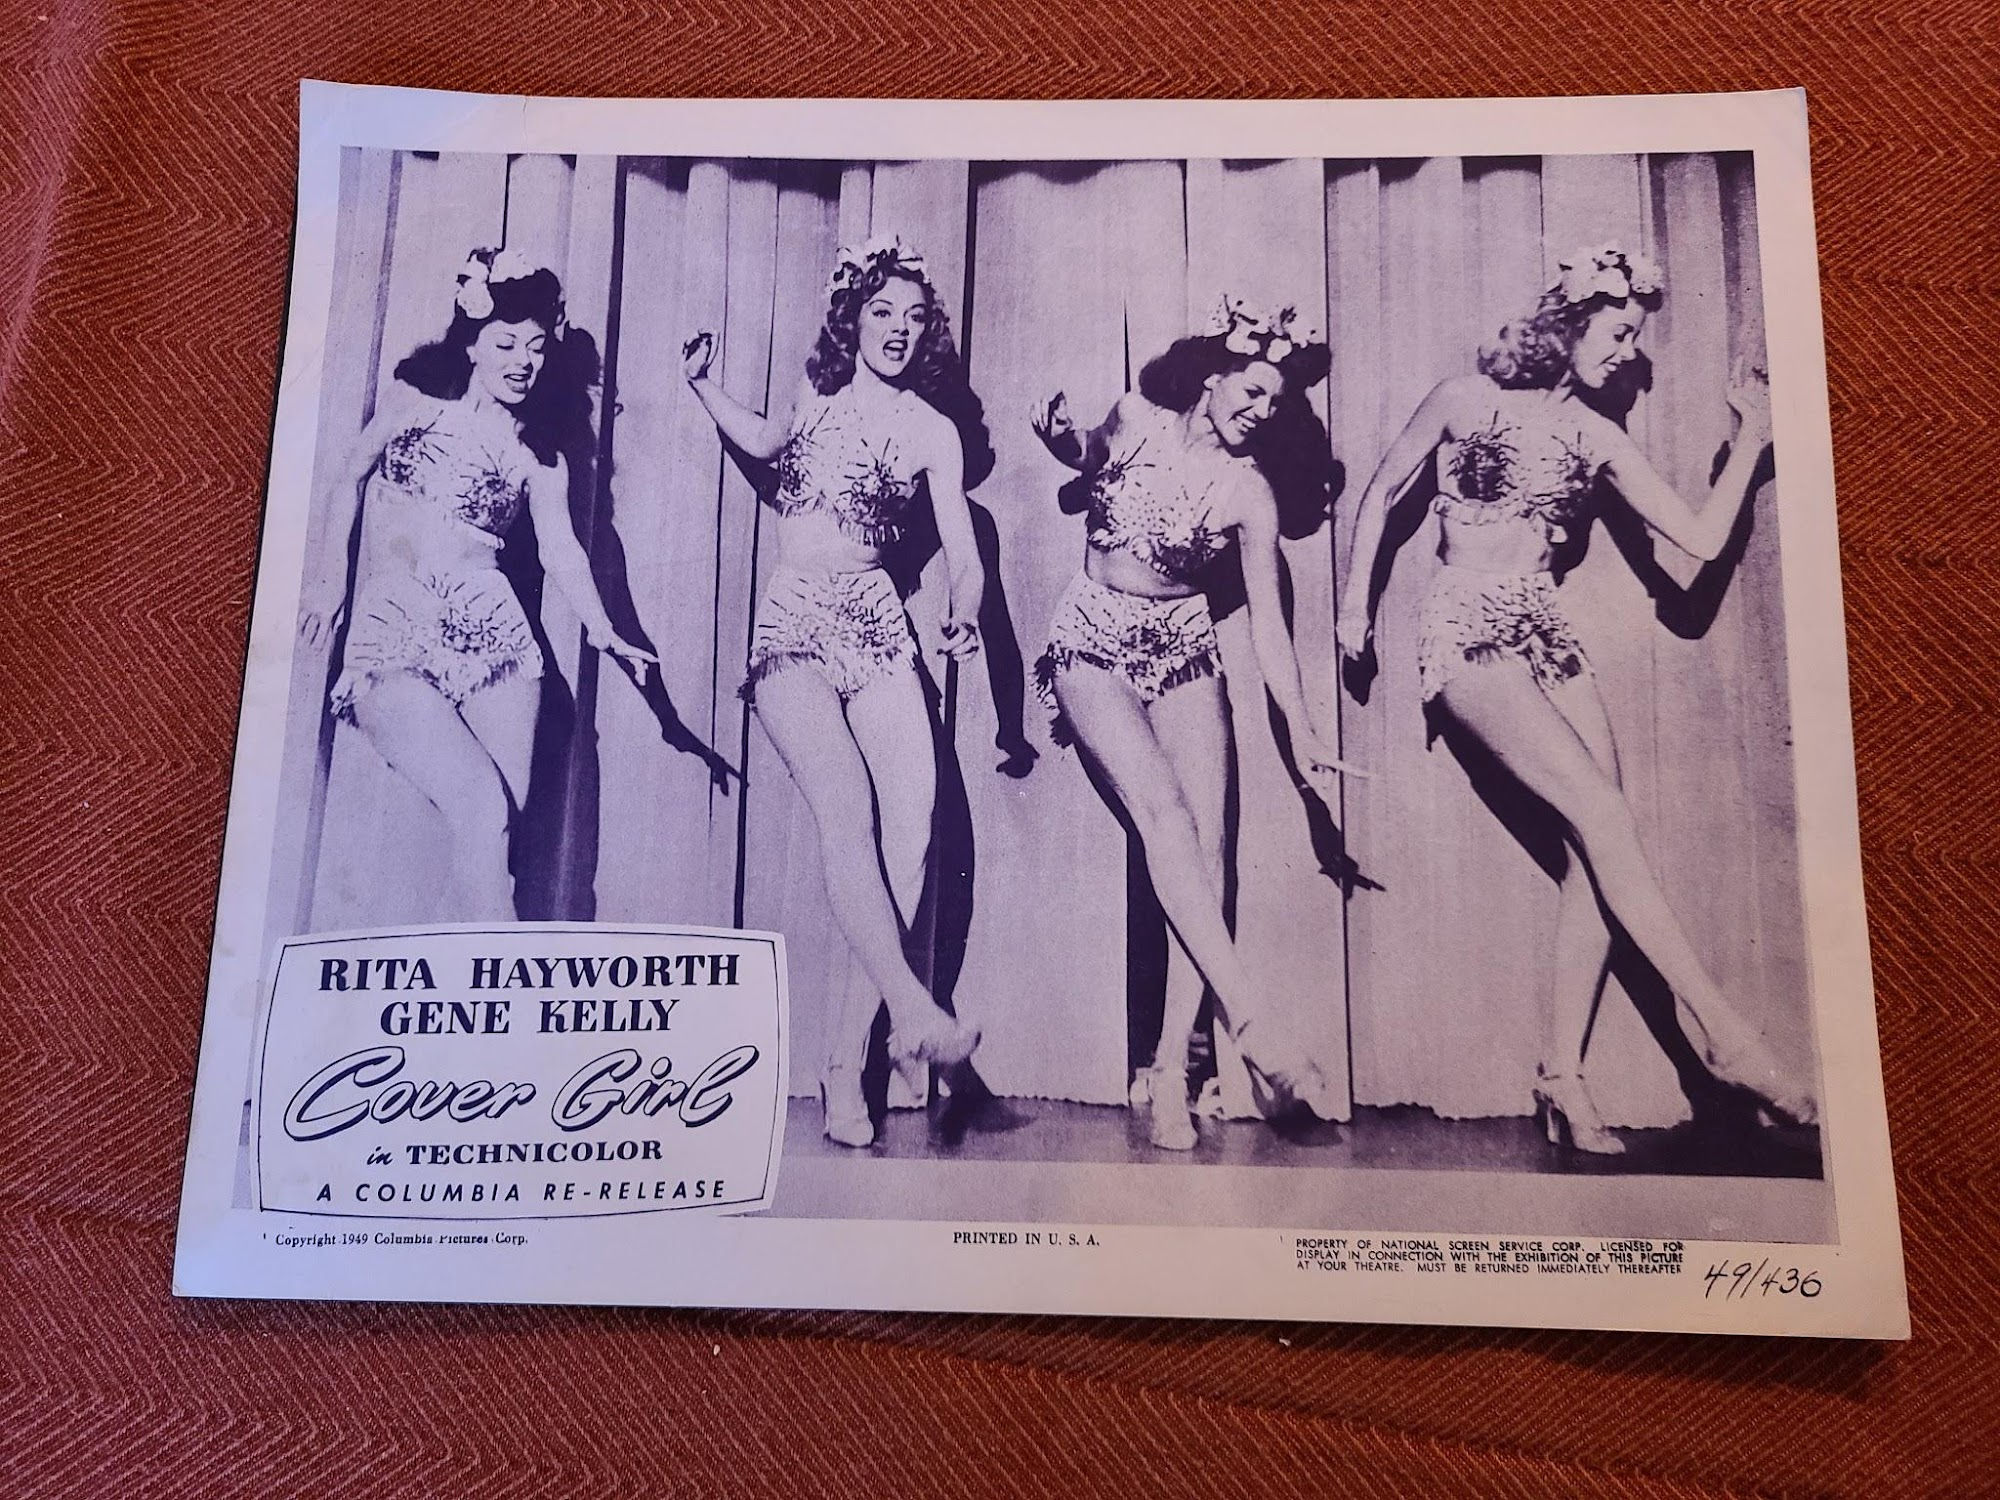 RITA HAYWORTH
GENE KELLY
Cover Girl
in TECHNICOLOR
A COLUMBIA RE-RELEASE
Copyright 1949 Columbia Pictures Corp.
PRINTED IN U. S. A.
PROPERTY OF NATIONAL SCREEN SERVICE CORP. LICENSED FOR
DISPLAY IN CONNECTION WITH THE EXHIBITION OF THIS PICTURE
AT YOUR THEATRE. MUST BE RETURNED IMMEDIATELY THEREAFTER
49/436